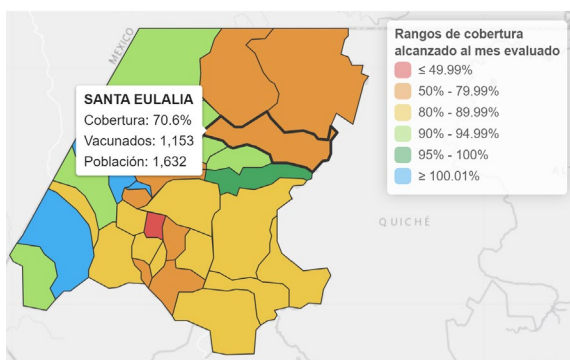 MEXICO
SANTA EULALIA
Cobertura: 70.6%
Vacunados: 1,153
Población: 1,632
Rangos de cobertura
alcanzado al mes evaluado
≤ 49.99%
50% - 79.99%
80% - 89.99%
90% - 94.99%
95% - 100%
≥ 100.01%
QUICHÉ